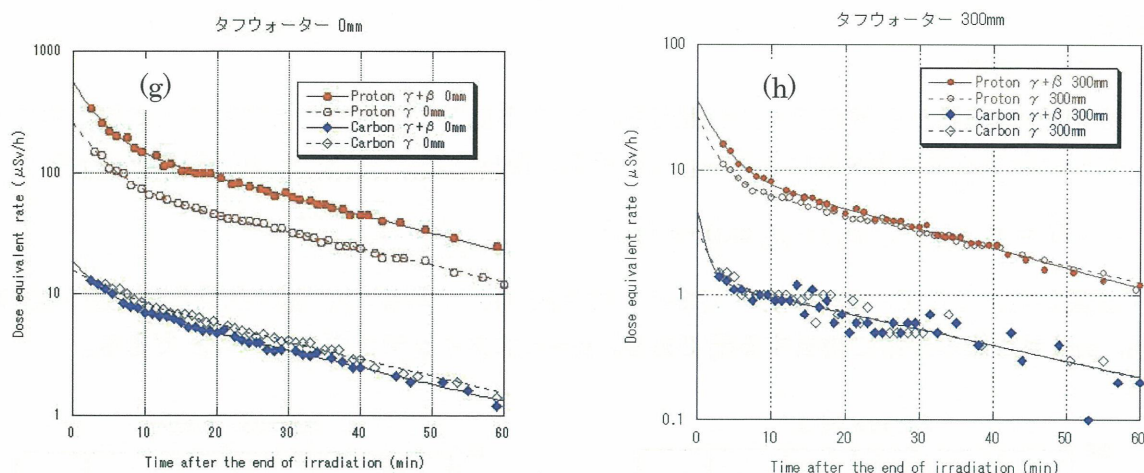 タフウォーター 0mm
1000
100
10
1
Dose equivalent rate (μSv/h)
(g)
Proton γ+β 0mm
Proton γ 0mm
Carbon γ+β 0mm
Carbon γ 0mm
0 10 20 30 40 50 60
Time after the end of irradiation (min)
タフウォーター 300mm
100
10
1
0.1
Dose equivalent rate (μSv/h)
(h)
Proton γ+β 300mm
Proton γ 300mm
Carbon γ+β 300mm
Carbon γ 300mm
0 10 20 30 40 50 60
Time after the end of irradiation (min)